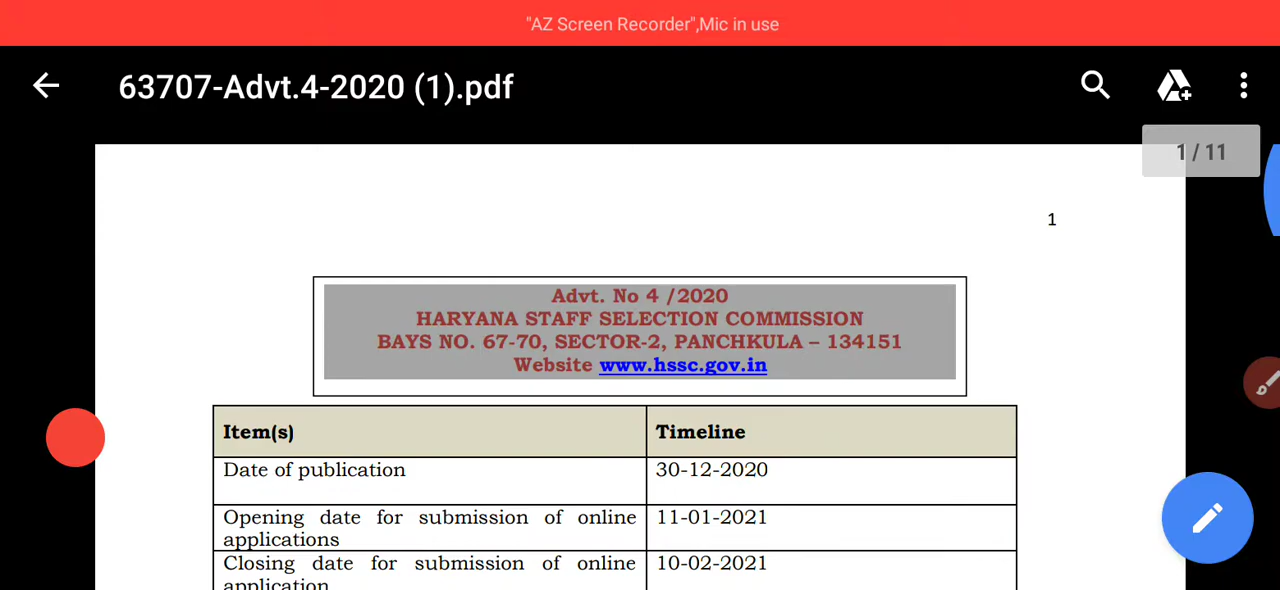 "AZ Screen Recorder",Mic in use
63707-Advt.4-2020 (1).pdf
1 / 11
1
Advt. No 4 /2020
HARYANA STAFF SELECTION COMMISSION
BAYS NO. 67-70, SECTOR-2, PANCHKULA – 134151
Website www.hssc.gov.in
Item(s) Timeline
Date of publication 30-12-2020
Opening date for submission of online 11-01-2021
applications
Closing date for submission of online 10-02-2021
application